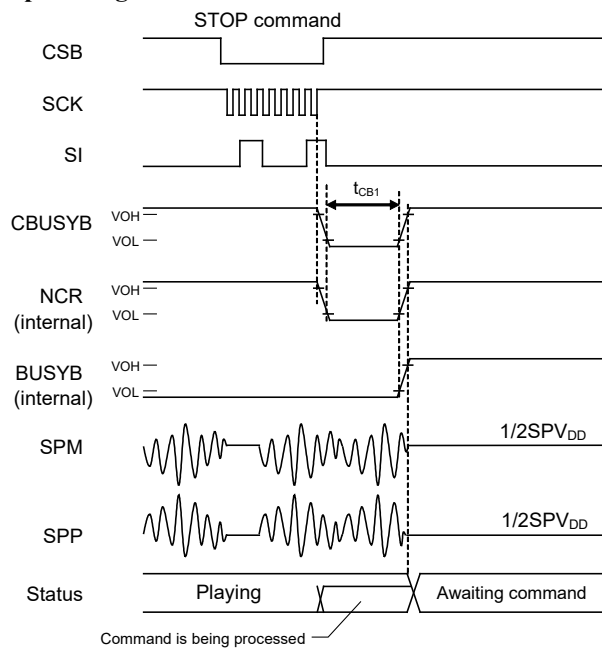 STOP command
CSB
SCK
SI
tCB1
CBUSYB
VOH
VOL
NCR
(internal)
VOH
VOL
BUSYB
(internal)
VOH
VOL
SPM
1/2SPVDD
SPP
1/2SPVDD
Status
Playing
Awaiting command
Command is being processed